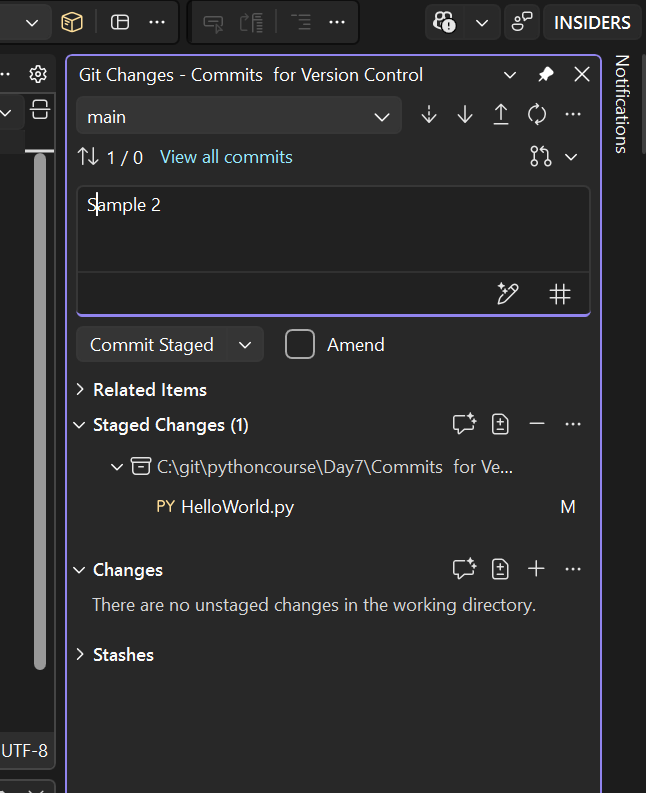 INSIDERS
Git Changes - Commits  for Version Control
Notifications
main
1 / 0 View all commits
Sample 2
Commit Staged
Amend
Related Items
Staged Changes (1)
C:\git\pythoncourse\Day7\Commits  for Ve...
PY HelloWorld.py M
Changes
There are no unstaged changes in the working directory.
Stashes
UTF-8